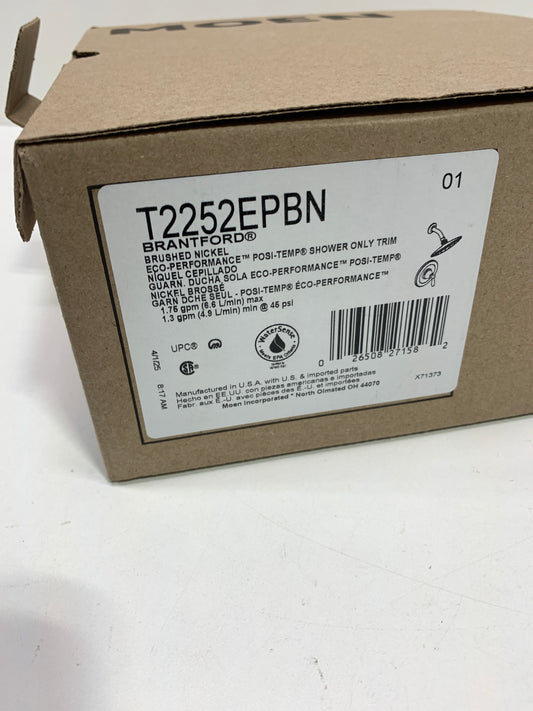 MOEN
T2252EPBN
01
BRANTFORD®
BRUSHED NICKEL
ECO-PERFORMANCE™ POSI-TEMP® SHOWER ONLY TRIM
NÍQUEL CEPILLADO
GUARN. DUCHA SOLA ECO-PERFORMANCE™ POSI-TEMP®
NICKEL BROSSÉ
GARN DCHE SEUL - POSI-TEMP® ÉCO-PERFORMANCE™
1.75 gpm (6.6 L/min) max
1.3 gpm (4.9 L/min) min @ 45 psi
UPC®
WaterSense
Meets EPA Criteria
0 26508 27158 2
4/1/25 8:17 AM
Manufactured in U.S.A. with U.S. & imported parts
Hecho en EE.UU. con piezas americanas e importadas
Fabr. aux É.-U. avec pièces des É.-U. et importées
Moen Incorporated * North Olmsted OH 44070
X71373